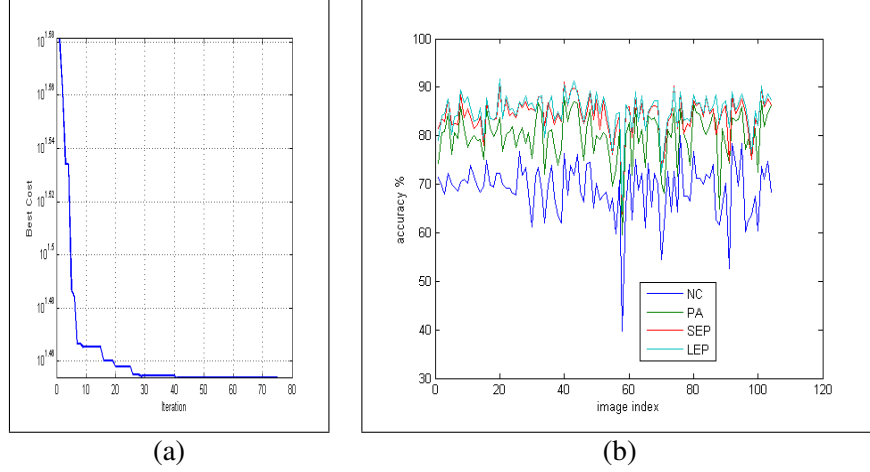 10^1.58
10^1.56
10^1.54
10^1.52
10^1.5
10^1.48
10^1.46
Best Cost
0 10 20 30 40 50 60 70 80
Iteration
(a)
100
90
80
70
60
50
40
30
accuracy %
NC
PA
SEP
LEP
0 20 40 60 80 100 120
image index
(b)